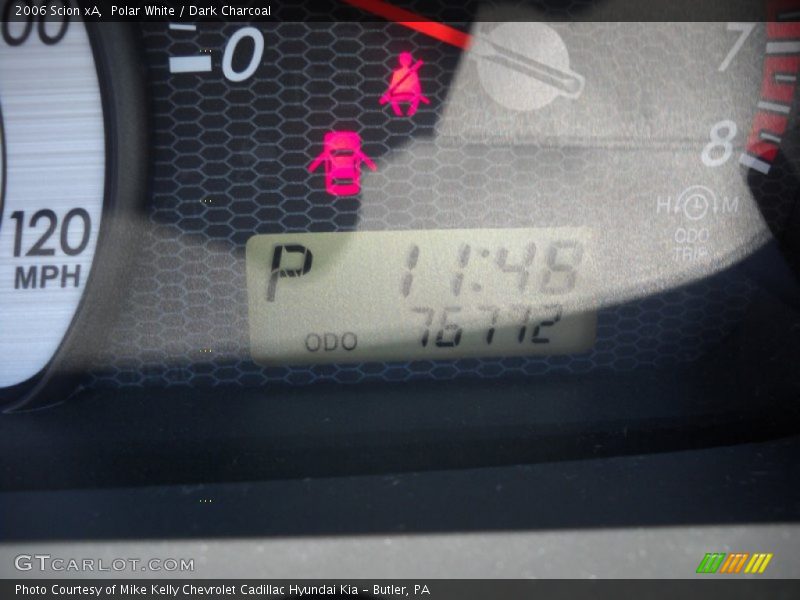 2006 Scion xA, Polar White / Dark Charcoal
00
0
7
8
120
MPH
H M
ODO
TRIP
P 11:48
ODO 76772
GTCARLOT.COM
Photo Courtesy of Mike Kelly Chevrolet Cadillac Hyundai Kia – Butler, PA